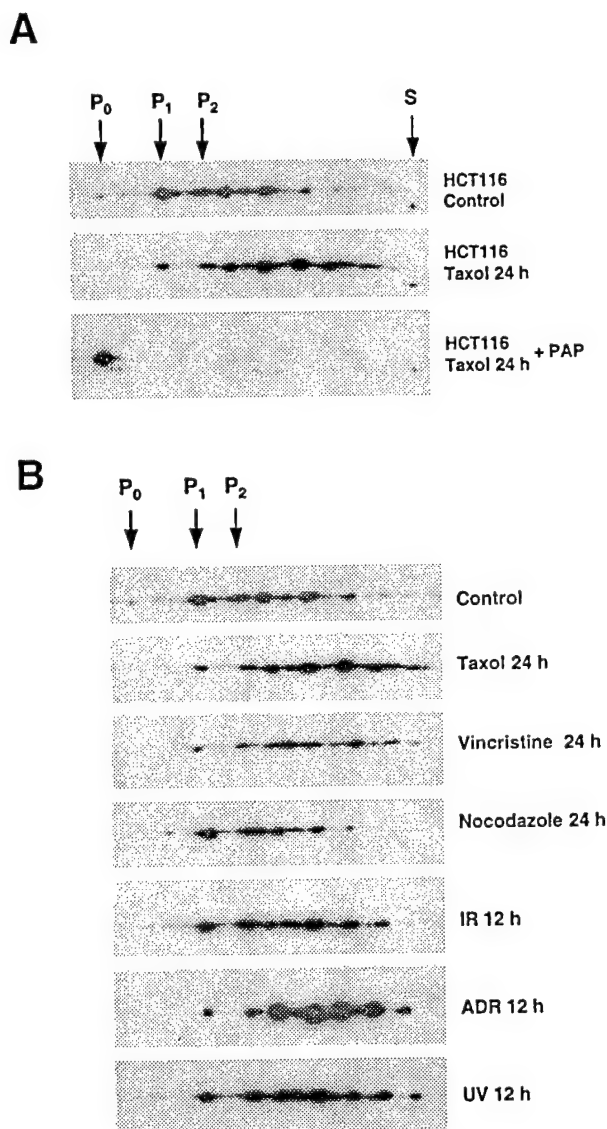 A
P₀ P₁ P₂ S
HCT116
Control
HCT116
Taxol 24 h
HCT116
Taxol 24 h + PAP
B
P₀ P₁ P₂
Control
Taxol 24 h
Vincristine 24 h
Nocodazole 24 h
IR 12 h
ADR 12 h
UV 12 h